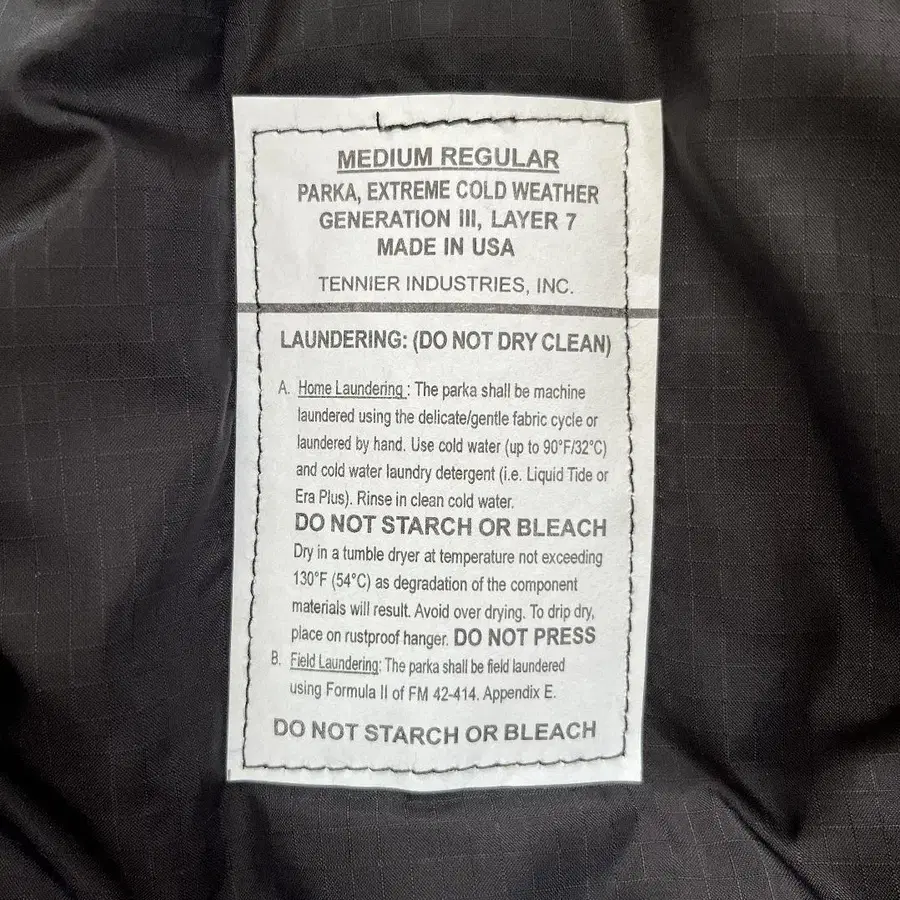 MEDIUM REGULAR
PARKA, EXTREME COLD WEATHER
GENERATION III, LAYER 7
MADE IN USA
TENNIER INDUSTRIES, INC.
LAUNDERING: (DO NOT DRY CLEAN)
A. Home Laundering : The parka shall be machine
laundered using the delicate/gentle fabric cycle or
laundered by hand. Use cold water (up to 90°F/32°C)
and cold water laundry detergent (i.e. Liquid Tide or
Era Plus). Rinse in clean cold water.
DO NOT STARCH OR BLEACH
Dry in a tumble dryer at temperature not exceeding
130°F (54°C) as degradation of the component
materials will result. Avoid over drying. To drip dry,
place on rustproof hanger. DO NOT PRESS
B. Field Laundering: The parka shall be field laundered
using Formula II of FM 42-414. Appendix E.
DO NOT STARCH OR BLEACH